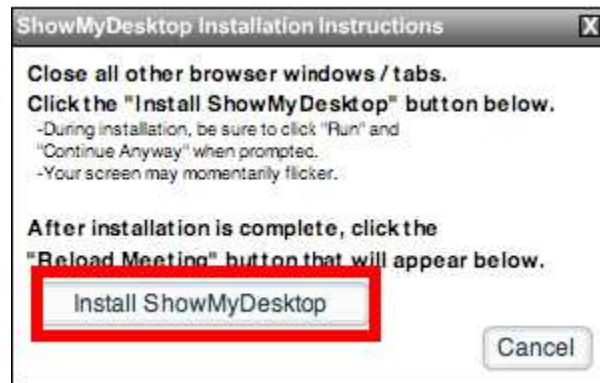 ShowMyDesktop Installation Instructions X
Close all other browser windows / tabs.
Click the "Install ShowMyDesktop" button below.
-During installation, be sure to click "Run" and
"Continue Anyway" when prompted.
-Your screen may momentarily flicker.
After installation is complete, click the
"Reload Meeting" button that will appear below.
Install ShowMyDesktop
Cancel